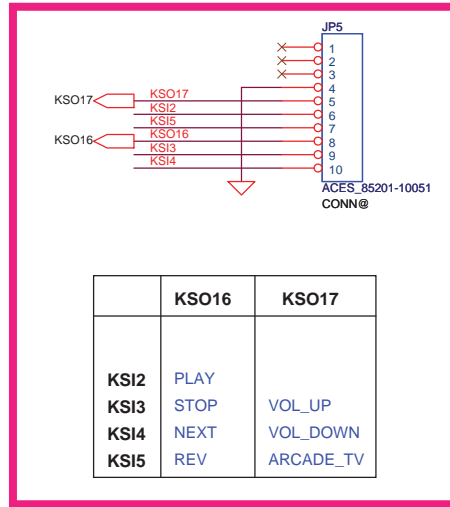 JP5
1
2
3
4
KSO17 KSO17 5
KSI2 6
KSI5 7
KSO16 KSO16 8
KSI3 9
KSI4 10
ACES_85201-10051
CONN@
KSO16 KSO17
KSI2 PLAY
KSI3 STOP VOL_UP
KSI4 NEXT VOL_DOWN
KSI5 REV ARCADE_TV